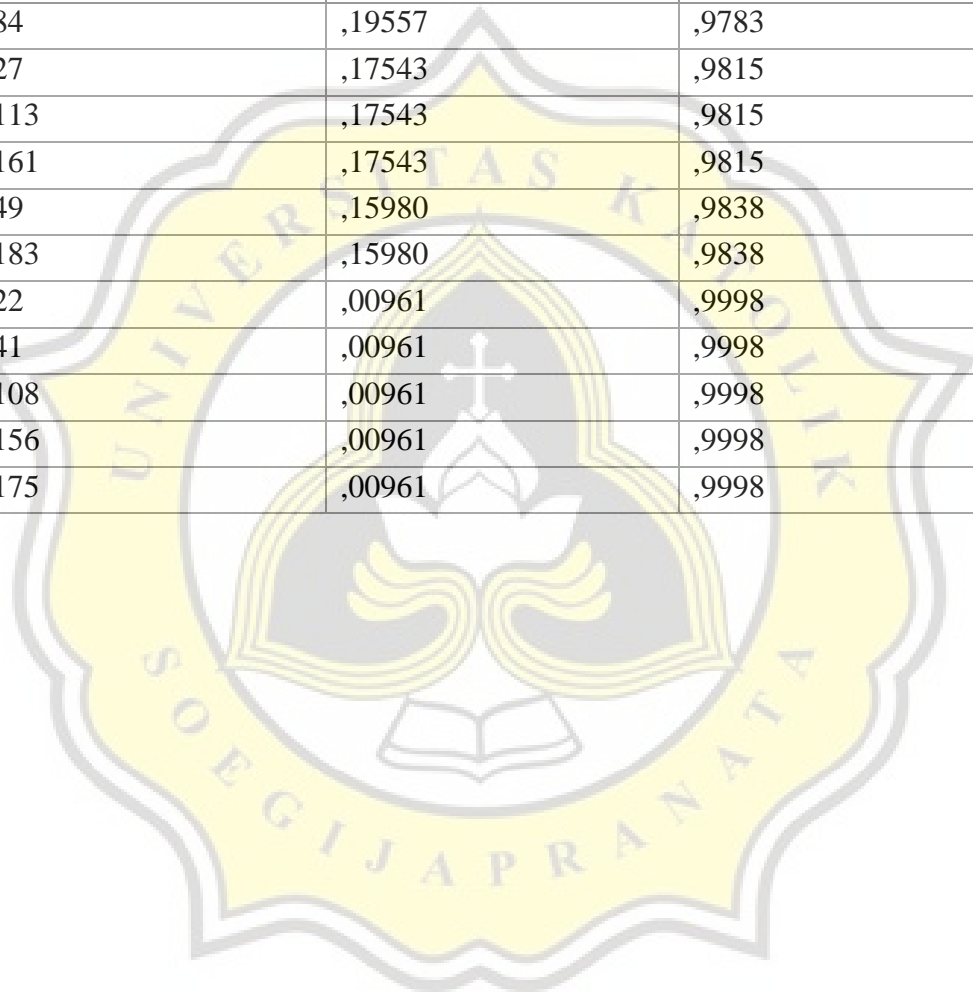 84 ,19557 ,9783
27 ,17543 ,9815
113 ,17543 ,9815
161 ,17543 ,9815
49 ,15980 ,9838
183 ,15980 ,9838
22 ,00961 ,9998
41 ,00961 ,9998
108 ,00961 ,9998
156 ,00961 ,9998
175 ,00961 ,9998
UNIVERSITAS KATOLIK
SOEGIJAPRANATA